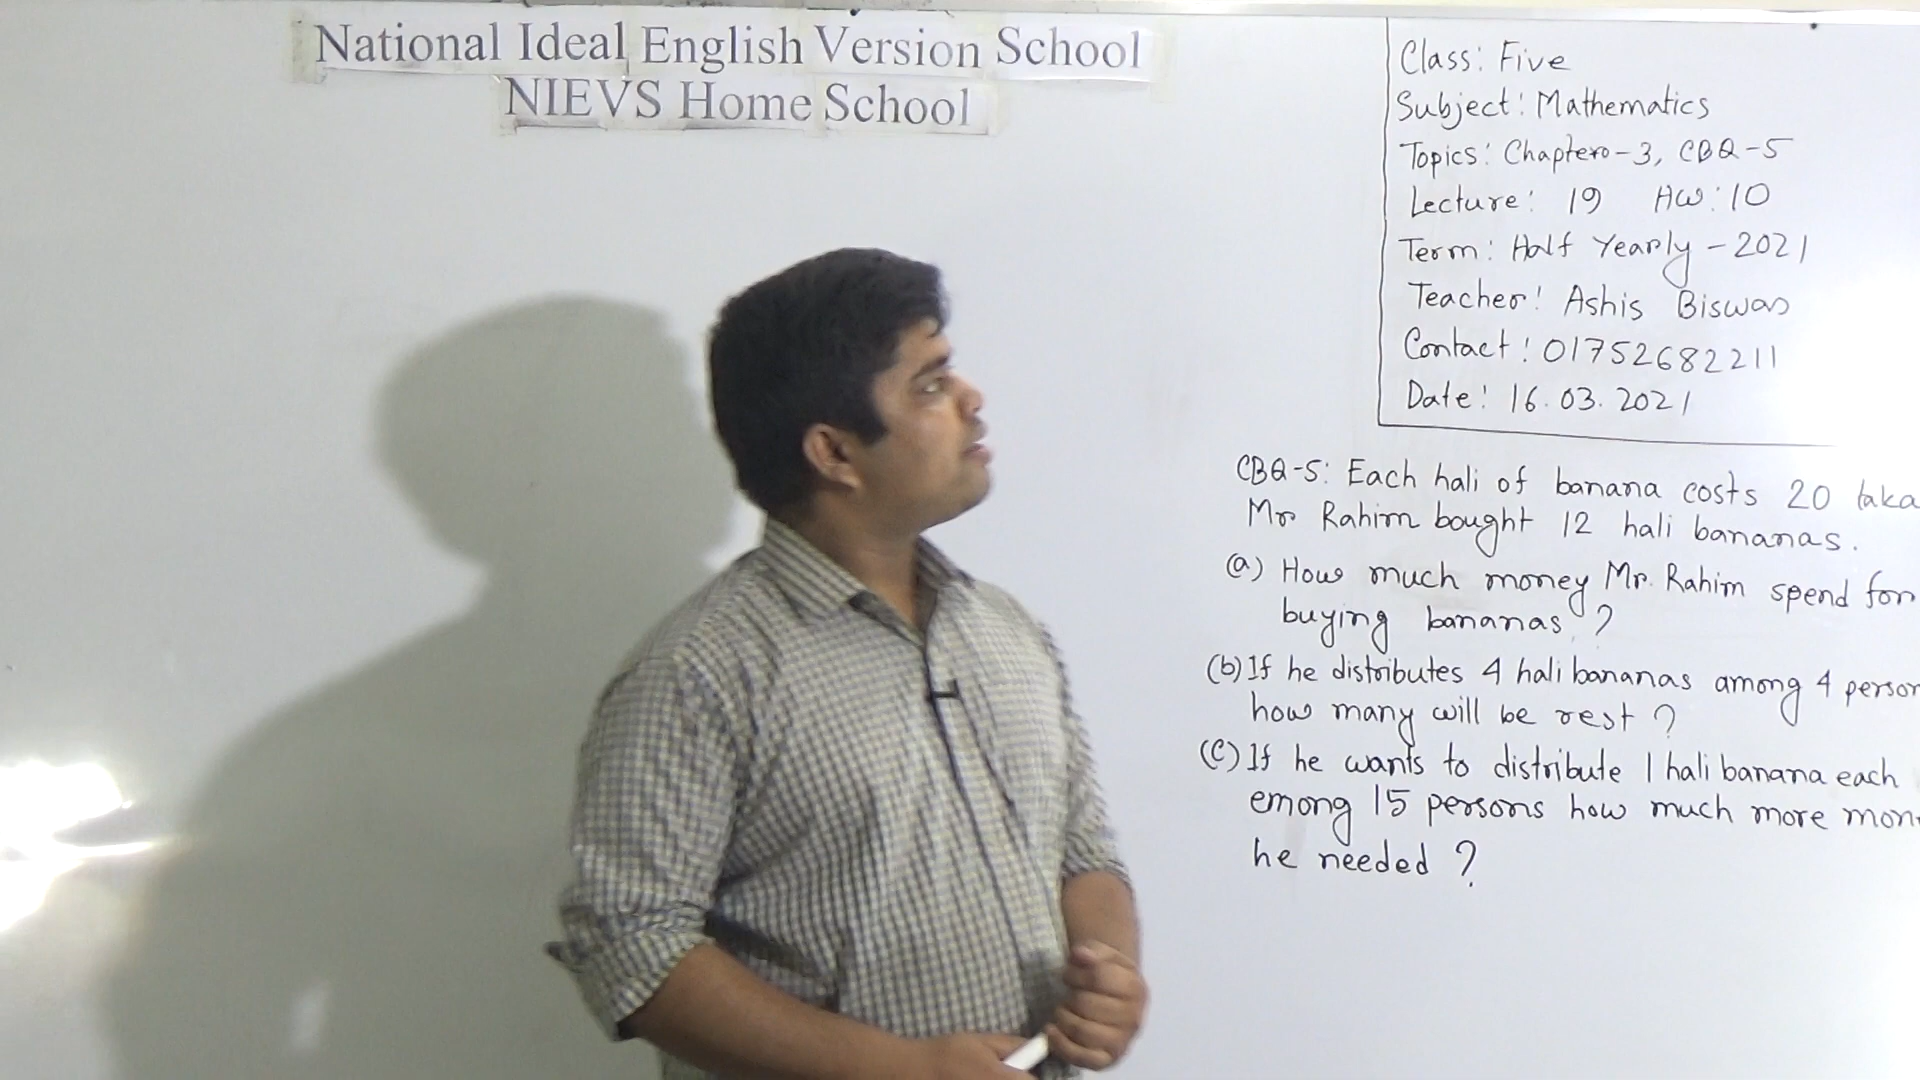 National Ideal English Version School
NIEVS Home School
Class: Five
Subject: Mathematics
Topics: Chapter-3, CBQ-5
Lecture: 19 HW: 10
Term: Half Yearly - 2021
Teacher: Ashis Biswas
Contact: 01752682211
Date: 16.03.2021
CBQ-5: Each hali of banana costs 20 taka
Mr Rahim bought 12 hali bananas.
(a) How much money Mr. Rahim spend for
buying bananas?
(b) If he distributes 4 hali bananas among 4 person
how many will be rest?
(c) If he wants to distribute 1 hali banana each
emong 15 persons how much more mon
he needed?